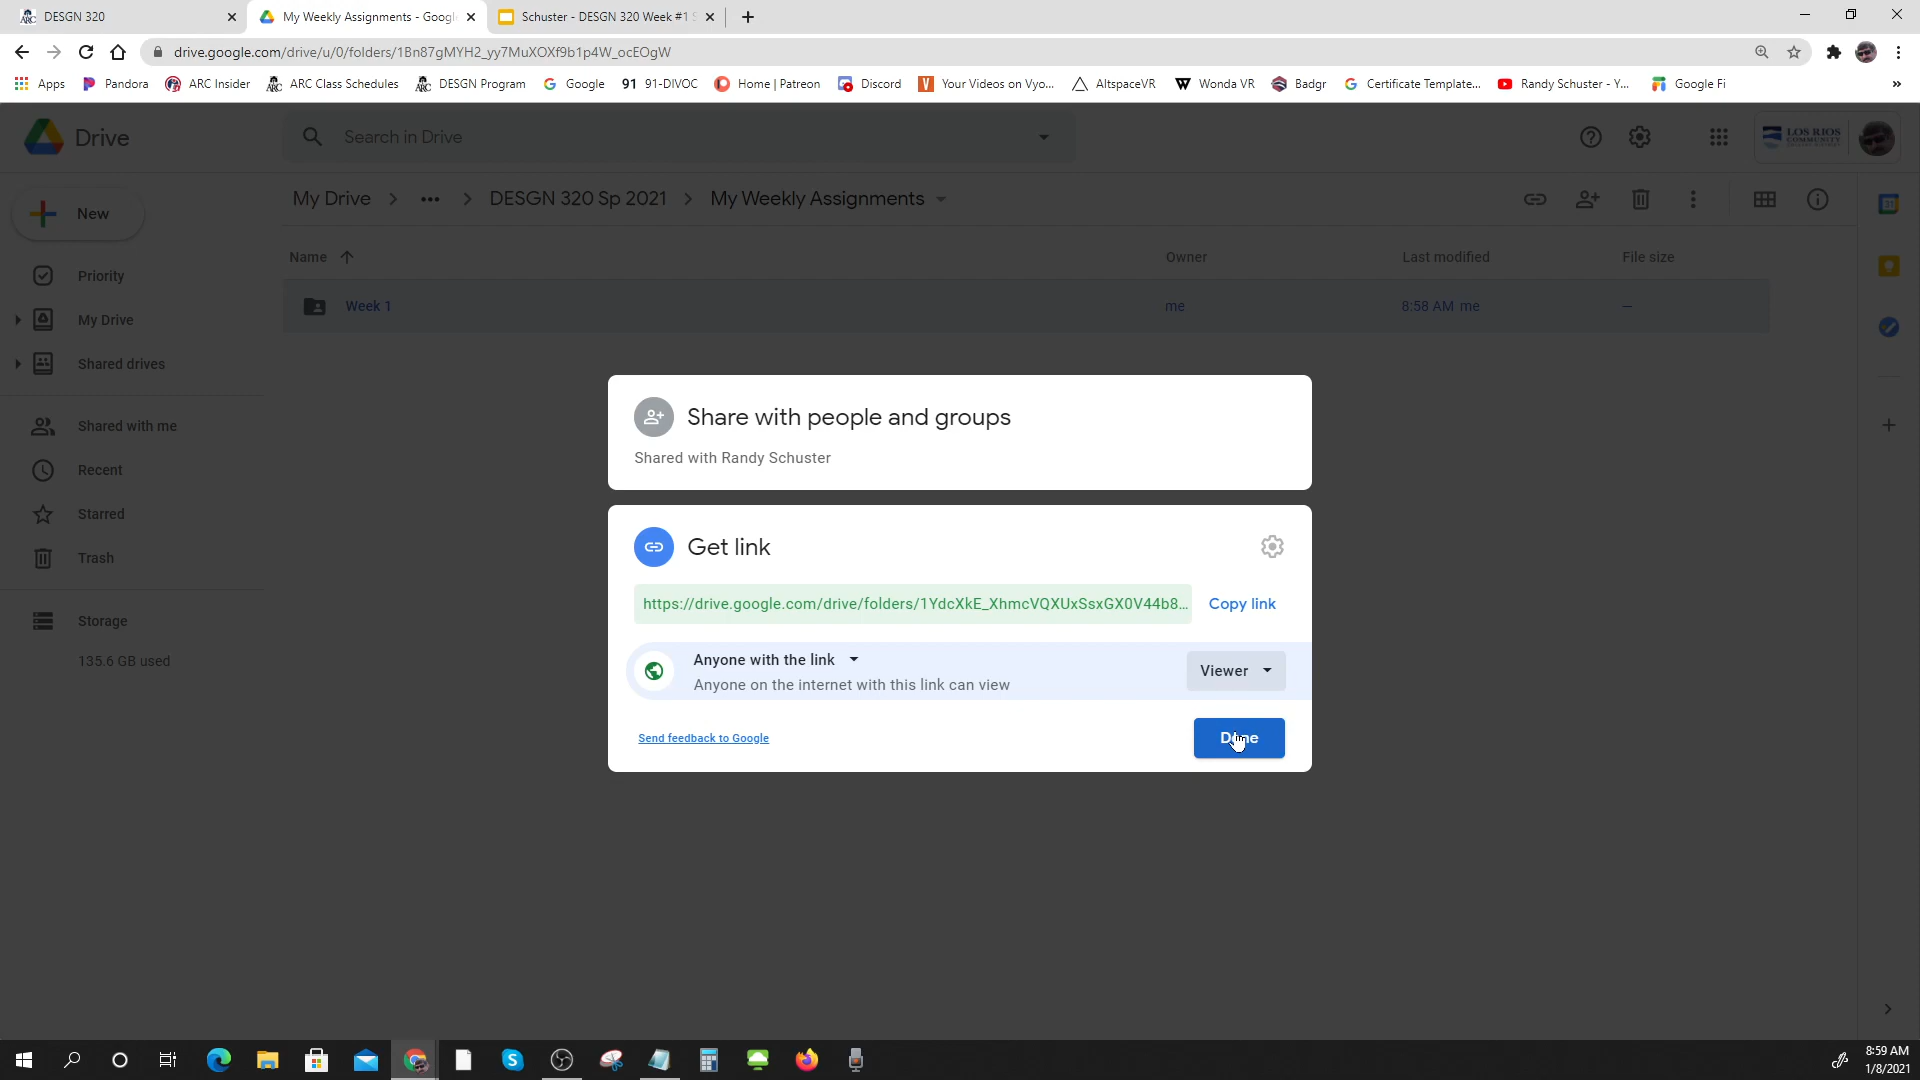 DESGN 320
My Weekly Assignments - Googl
Schuster - DESGN 320 Week #1 S
drive.google.com/drive/u/0/folders/1Bn87gMYH2_yy7MuXOXf9b1p4W_ocEOgW
Apps
Pandora
ARC Insider
ARC Class Schedules
DESGN Program
Google
91 91-DIVOC
Home | Patreon
Discord
Your Videos on Vyo...
AltspaceVR
Wonda VR
Badgr
Certificate Template...
Randy Schuster - Y...
Google Fi
»
Drive
Search in Drive
LOS RIOS
COMMUNITY
New
My Drive > ... > DESGN 320 Sp 2021 > My Weekly Assignments
Name
Owner
Last modified
File size
Week 1
me
8:58 AM me
—
Priority
My Drive
Shared drives
Shared with me
Recent
Starred
Trash
Storage
135.6 GB used
Share with people and groups
Shared with Randy Schuster
Get link
https://drive.google.com/drive/folders/1YdcXkE_XhmcVQXUxSsxGX0V44b8...
Copy link
Anyone with the link
Anyone on the internet with this link can view
Viewer
Send feedback to Google
Done
8:59 AM
1/8/2021